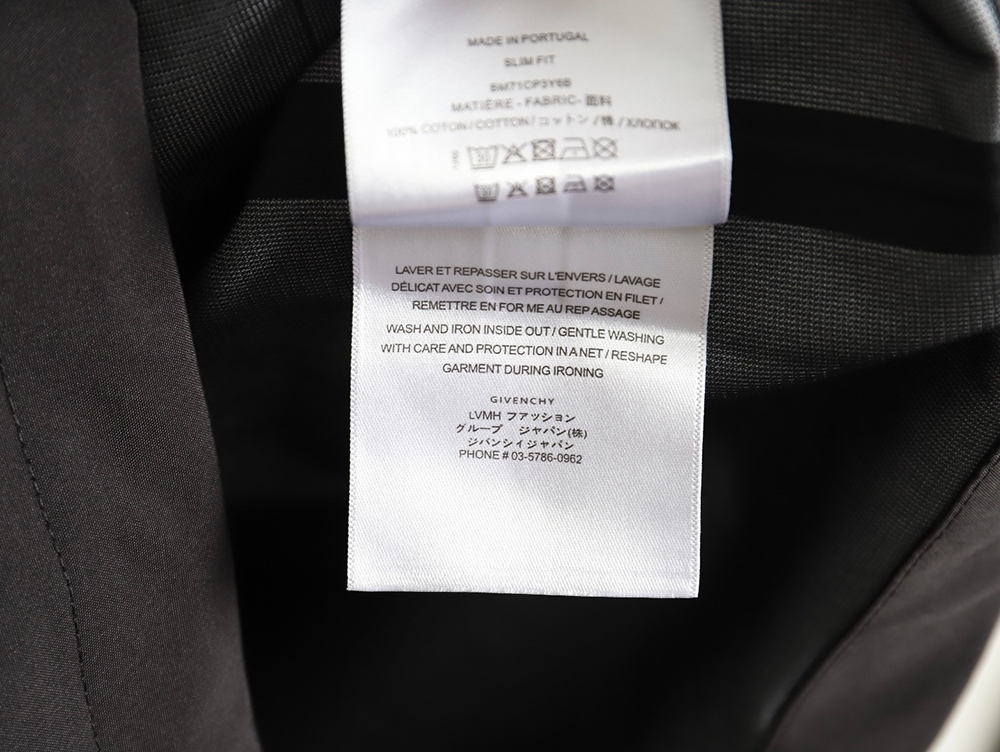 MADE IN PORTUGAL
SLIM FIT
BM71CP3Y6B
MATIÈRE - FABRIC- 面料
100% COTON / COTTON / コットン / 棉 / ХЛОПОК
LAVER ET REPASSER SUR L'ENVERS / LAVAGE
DÉLICAT AVEC SOIN ET PROTECTION EN FILET /
REMETTRE EN FOR ME AU REP ASSAGE
WASH AND IRON INSIDE OUT / GENTLE WASHING
WITH CARE AND PROTECTION IN A NET / RESHAPE
GARMENT DURING IRONING
GIVENCHY
LVMH ファッション
グループ ジャパン(株)
ジバンシイジャパン
PHONE # 03-5786-0962